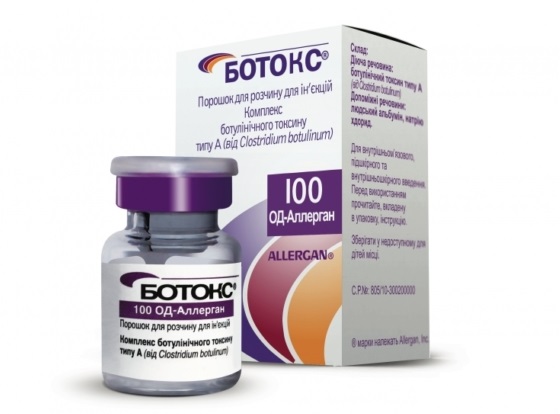 БОТОКС®
Порошок для розчину для ін'єкцій
Комплекс
ботулінічного токсину
типу А (від Clostridium botulinum)
100
ОД-Аллерган
ALLERGAN®
Склад:
Діюча речовина:
ботулінічний токсин типу А
(від Clostridium botulinum)
Допоміжні речовини:
людський альбумін, натрію
хлорид.
Для внутрішньом'язового,
підшкірного та
внутрішньошкірного введення.
Перед використанням
прочитайте, вкладену
в упаковку, інструкцію.
Зберігати у недоступному для
дітей місці.
С.Р.№: 605/10-300200000
® марки належать Allergan, Inc.
БОТОКС®
100 ОД-Аллерган
Порошок для розчину для ін'єкцій
Комплекс ботулінічного токсину
типу А (від Clostridium botulinum)